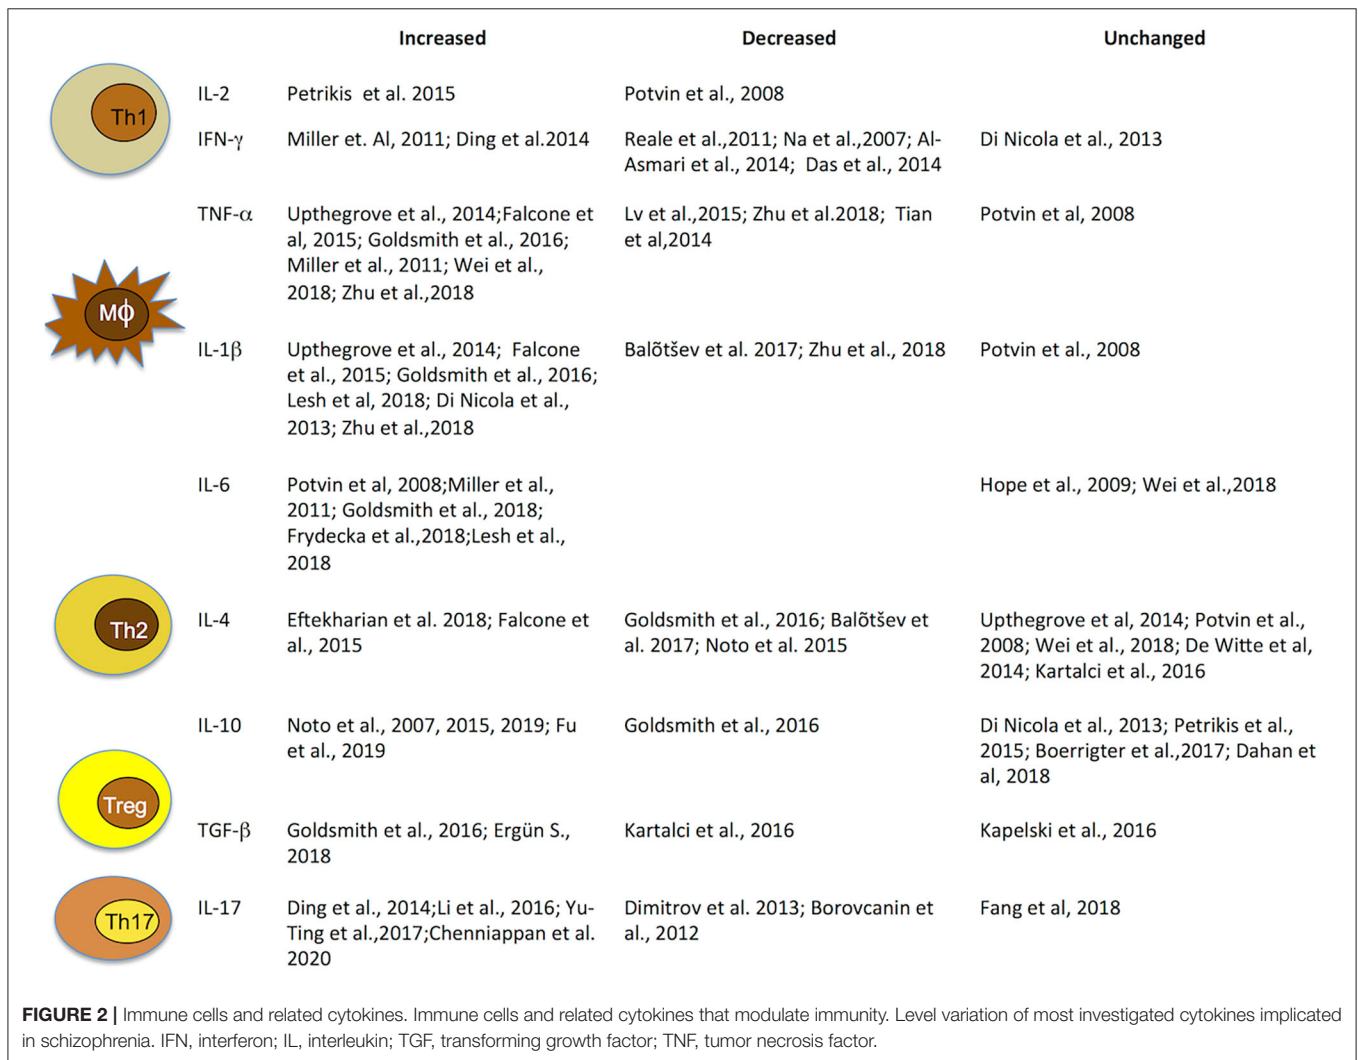 Increased Decreased Unchanged
Th1
IL-2 Petrikis et al. 2015 Potvin et al., 2008
IFN-γ Miller et. Al, 2011; Ding et al.2014 Reale et al.,2011; Na et al.,2007; Al- Di Nicola et al., 2013
Asmari et al., 2014; Das et al., 2014
TNF-α Upthegrove et al., 2014;Falcone et Lv et al.,2015; Zhu et al.2018; Tian Potvin et al, 2008
al, 2015; Goldsmith et al., 2016; et al,2014
Miller et al., 2011; Wei et al.,
2018; Zhu et al.,2018
Mϕ
IL-1β Upthegrove et al., 2014; Falcone Balõtšev et al. 2017; Zhu et al., 2018 Potvin et al., 2008
et al., 2015; Goldsmith et al., 2016;
Lesh et al, 2018; Di Nicola et al.,
2013; Zhu et al.,2018
IL-6 Potvin et al, 2008;Miller et al., Hope et al., 2009; Wei et al.,2018
2011; Goldsmith et al., 2018;
Frydecka et al.,2018;Lesh et al.,
2018
Th2
IL-4 Eftekharian et al. 2018; Falcone et Goldsmith et al., 2016; Balõtšev et Upthegrove et al, 2014; Potvin et al.,
al., 2015 al. 2017; Noto et al. 2015 2008; Wei et al., 2018; De Witte et al,
2014; Kartalci et al., 2016
IL-10 Noto et al., 2007, 2015, 2019; Fu Goldsmith et al., 2016 Di Nicola et al., 2013; Petrikis et al.,
et al., 2019 2015; Boerrigter et al.,2017; Dahan et
al, 2018
Treg
TGF-β Goldsmith et al., 2016; Ergün S., Kartalci et al., 2016 Kapelski et al., 2016
2018
Th17
IL-17 Ding et al., 2014;Li et al., 2016; Yu- Dimitrov et al. 2013; Borovcanin et Fang et al, 2018
Ting et al.,2017;Chenniappan et al. al., 2012
2020
FIGURE 2 | Immune cells and related cytokines. Immune cells and related cytokines that modulate immunity. Level variation of most investigated cytokines implicated
in schizophrenia. IFN, interferon; IL, interleukin; TGF, transforming growth factor; TNF, tumor necrosis factor.